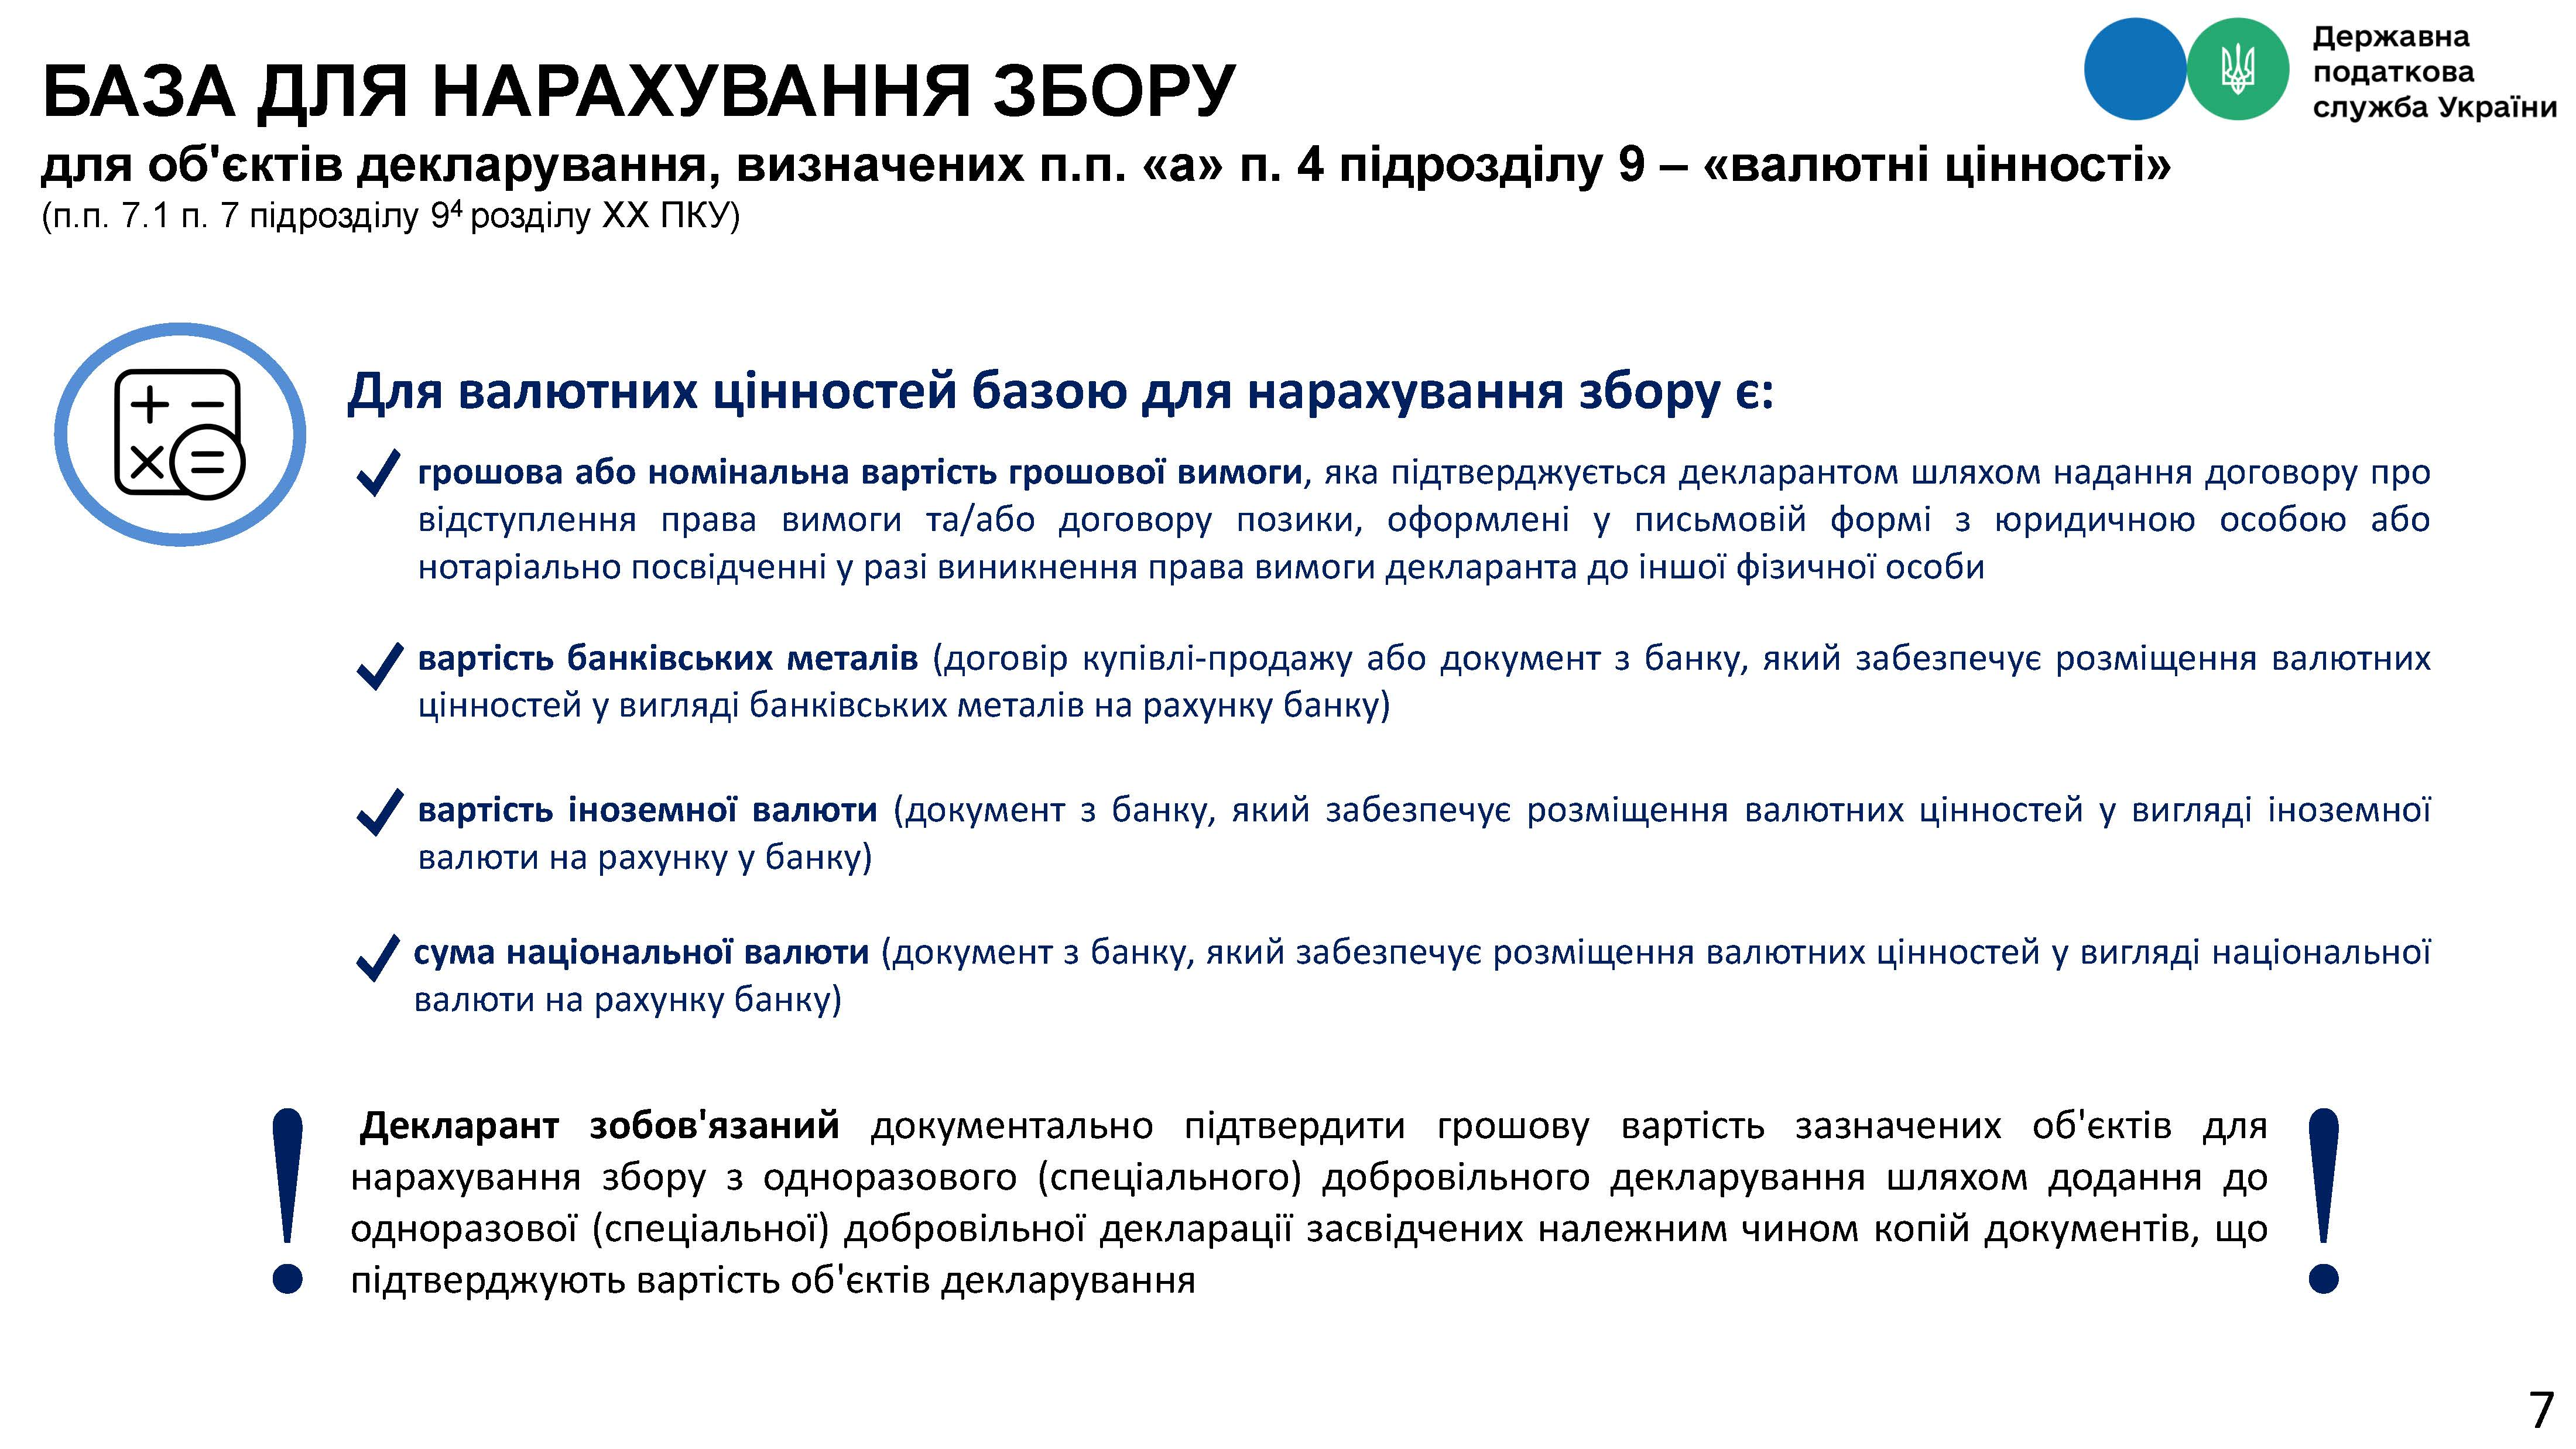 Державна
податкова
служба України
БАЗА ДЛЯ НАРАХУВАННЯ ЗБОРУ
для об'єктів декларування, визначених п.п. «а» п. 4 підрозділу 9 – «валютні цінності»
(п.п. 7.1 п. 7 підрозділу 9⁴ розділу ХХ ПКУ)
Для валютних цінностей базою для нарахування збору є:
грошова або номінальна вартість грошової вимоги, яка підтверджується декларантом шляхом надання договору про
відступлення права вимоги та/або договору позики, оформлені у письмовій формі з юридичною особою або
нотаріально посвідченні у разі виникнення права вимоги декларанта до іншої фізичної особи
вартість банківських металів (договір купівлі-продажу або документ з банку, який забезпечує розміщення валютних
цінностей у вигляді банківських металів на рахунку банку)
вартість іноземної валюти (документ з банку, який забезпечує розміщення валютних цінностей у вигляді іноземної
валюти на рахунку у банку)
сума національної валюти (документ з банку, який забезпечує розміщення валютних цінностей у вигляді національної
валюти на рахунку банку)
! Декларант зобов'язаний документально підтвердити грошову вартість зазначених об'єктів для !
нарахування збору з одноразового (спеціального) добровільного декларування шляхом додання до
одноразової (спеціальної) добровільної декларації засвідчених належним чином копій документів, що
підтверджують вартість об'єктів декларування
7